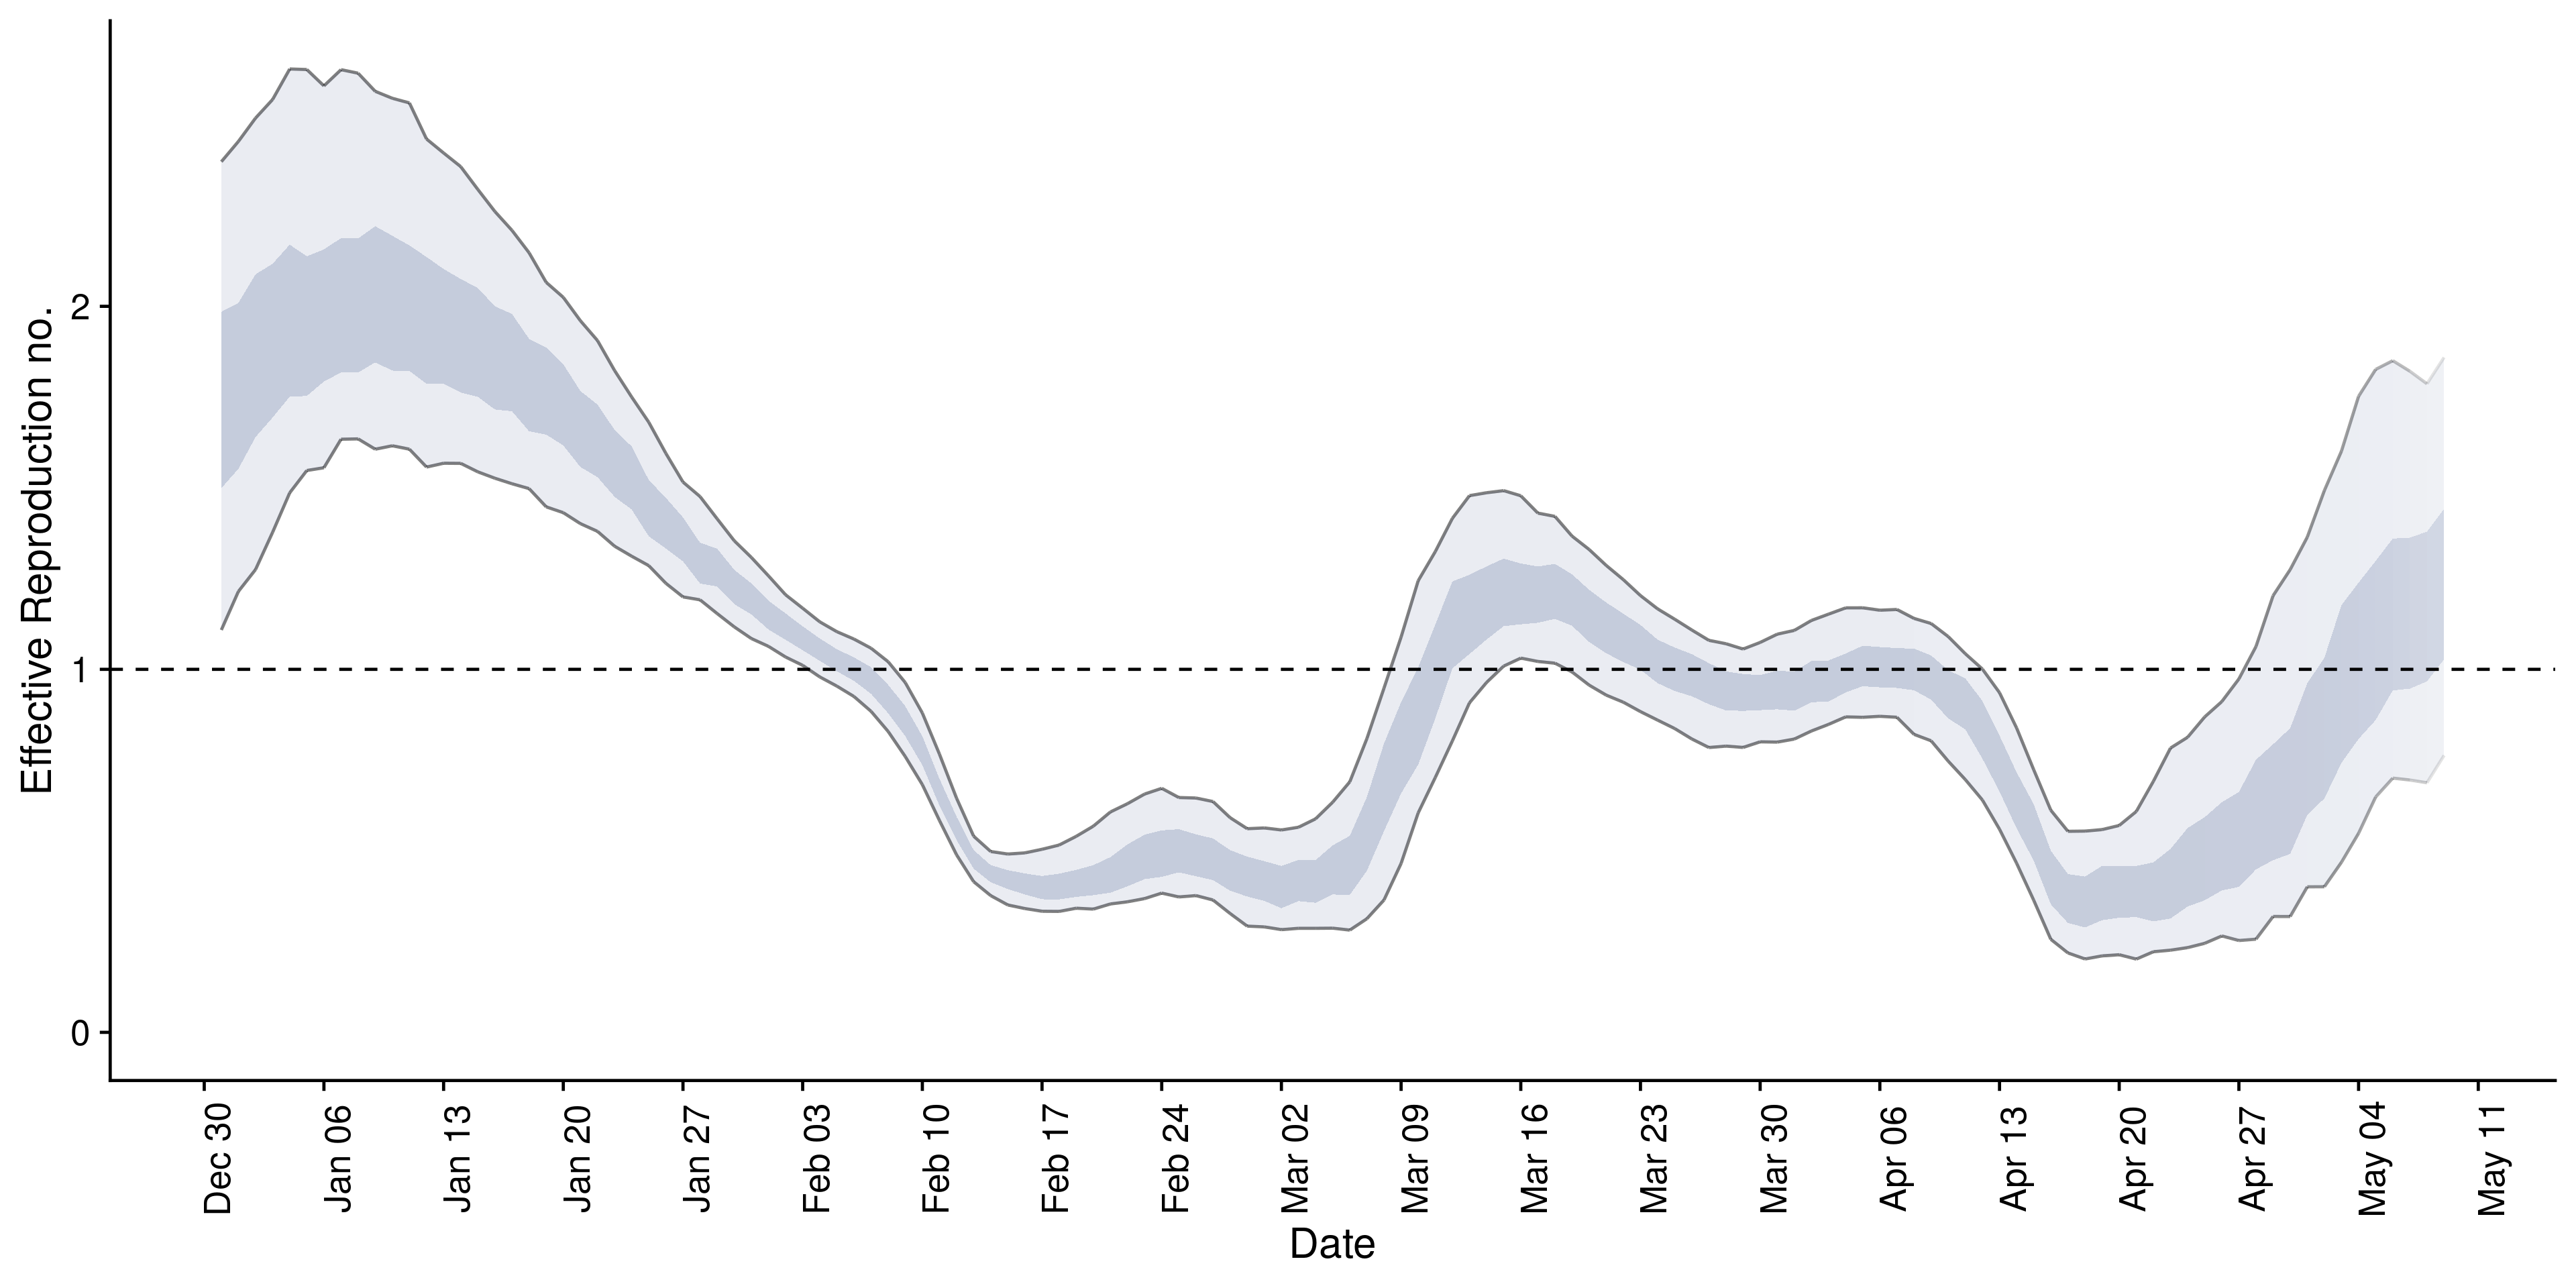 Effective Reproduction no.
2
1
0
Dec 30
Jan 06
Jan 13
Jan 20
Jan 27
Feb 03
Feb 10
Feb 17
Feb 24
Mar 02
Mar 09
Mar 16
Mar 23
Mar 30
Apr 06
Apr 13
Apr 20
Apr 27
May 04
May 11
Date